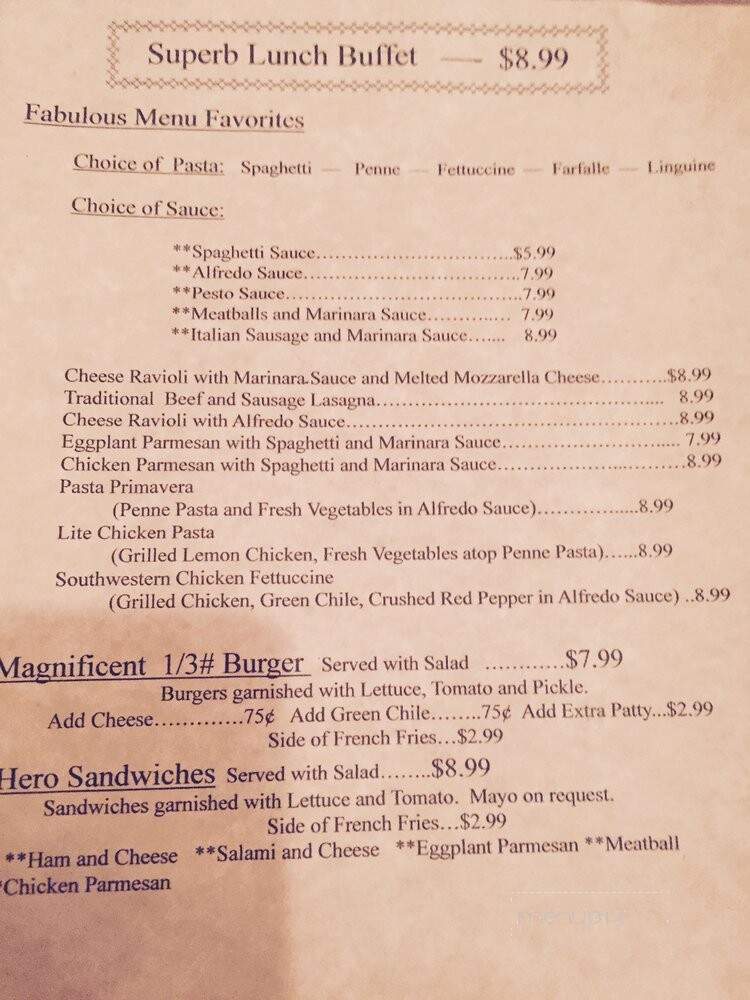 Superb Lunch Buffet — $8.99
Fabulous Menu Favorites
Choice of Pasta: Spaghetti — Penne — Fettuccine — Farfalle — Linguine
Choice of Sauce:
**Spaghetti Sauce.................................$5.99
**Alfredo Sauce....................................7.99
**Pesto Sauce.......................................7.99
**Meatballs and Marinara Sauce.............. 7.99
**Italian Sausage and Marinara Sauce....... 8.99
Cheese Ravioli with Marinara Sauce and Melted Mozzarella Cheese...........$8.99
Traditional Beef and Sausage Lasagna................................................ 8.99
Cheese Ravioli with Alfredo Sauce.......................................................8.99
Eggplant Parmesan with Spaghetti and Marinara Sauce............................. 7.99
Chicken Parmesan with Spaghetti and Marinara Sauce...............................8.99
Pasta Primavera
(Penne Pasta and Fresh Vegetables in Alfredo Sauce).................8.99
Lite Chicken Pasta
(Grilled Lemon Chicken, Fresh Vegetables atop Penne Pasta)......8.99
Southwestern Chicken Fettuccine
(Grilled Chicken, Green Chile, Crushed Red Pepper in Alfredo Sauce) ..8.99
Magnificent 1/3# Burger Served with Salad ............$7.99
Burgers garnished with Lettuce, Tomato and Pickle.
Add Cheese.............75¢ Add Green Chile........75¢ Add Extra Patty...$2.99
Side of French Fries...$2.99
Hero Sandwiches Served with Salad........$8.99
Sandwiches garnished with Lettuce and Tomato. Mayo on request.
Side of French Fries...$2.99
**Ham and Cheese **Salami and Cheese **Eggplant Parmesan **Meatball
*Chicken Parmesan